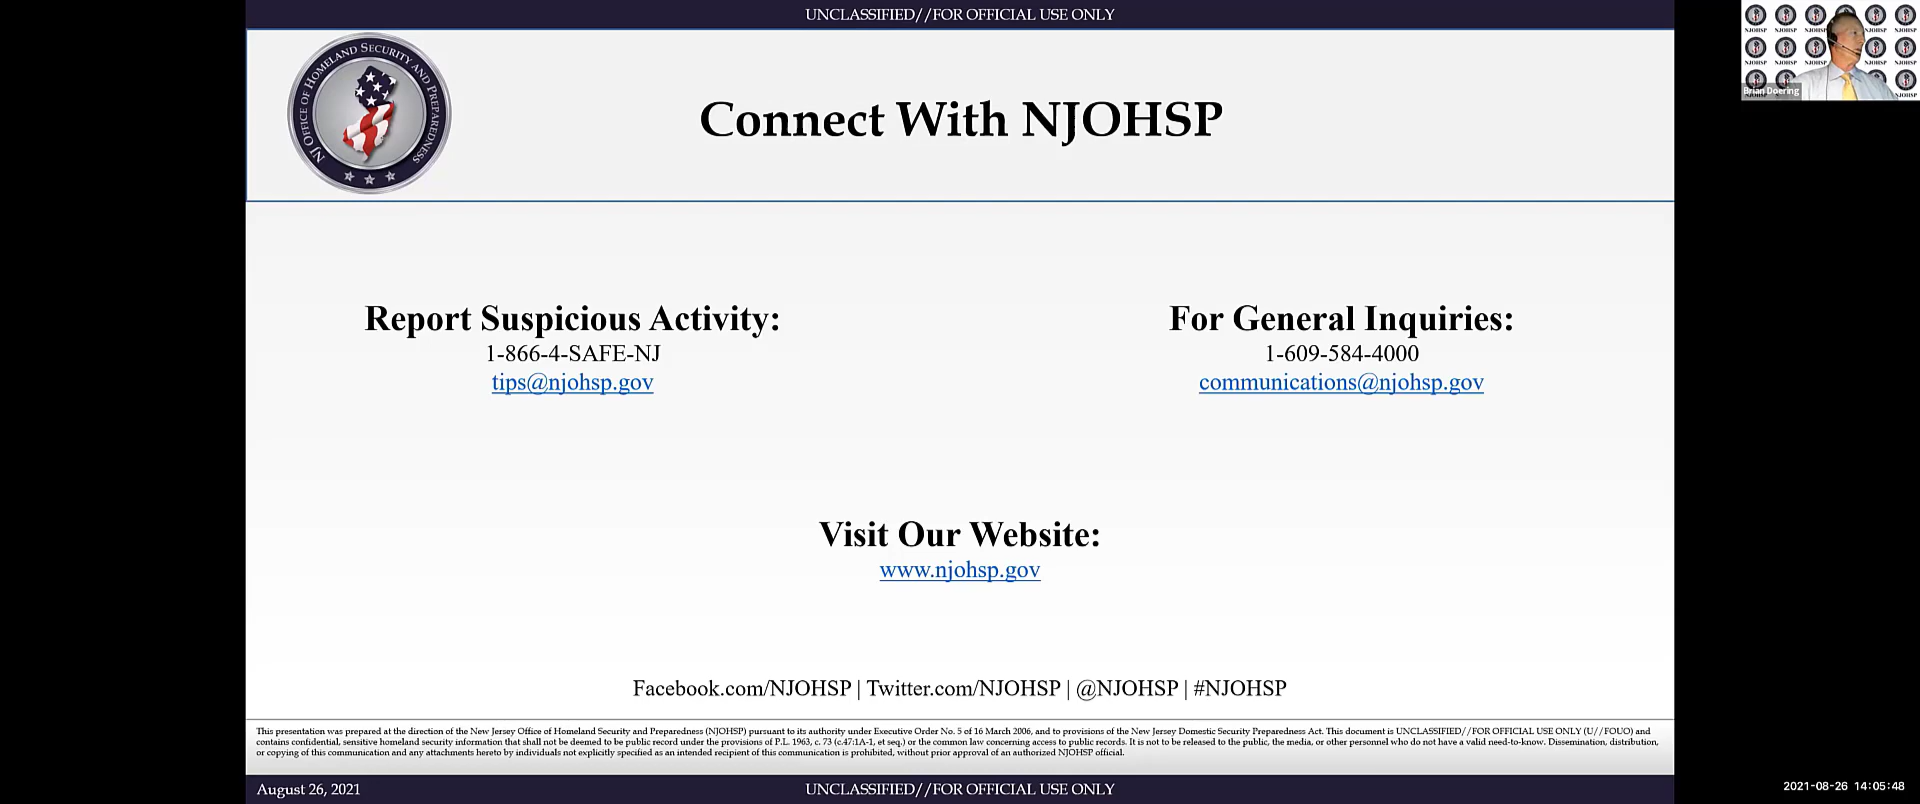 UNCLASSIFIED//FOR OFFICIAL USE ONLY
NJ OFFICE OF HOMELAND SECURITY AND PREPAREDNESS
Connect With NJOHSP
NJOHSP
NJOHSP
NJOHSP
NJOHSP
NJOHSP
NJOHSP
NJOHSP
NJOHSP
Brian Doering
NJOHSP
Report Suspicious Activity:
1-866-4-SAFE-NJ
tips@njohsp.gov
For General Inquiries:
1-609-584-4000
communications@njohsp.gov
Visit Our Website:
www.njohsp.gov
Facebook.com/NJOHSP | Twitter.com/NJOHSP | @NJOHSP | #NJOHSP
This presentation was prepared at the direction of the New Jersey Office of Homeland Security and Preparedness (NJOHSP) pursuant to its authority under Executive Order No. 5 of 16 March 2006, and to provisions of the New Jersey Domestic Security Preparedness Act. This document is UNCLASSIFIED//FOR OFFICIAL USE ONLY (U//FOUO) and
contains confidential, sensitive homeland security information that shall not be deemed to be public record under the provisions of P.L. 1963, c. 73 (c.47:1A-1, et seq.) or the common law concerning access to public records. It is not to be released to the public, the media, or other personnel who do not have a valid need-to-know. Dissemination, distribution,
or copying of this communication and any attachments hereto by individuals not explicitly specified as an intended recipient of this communication is prohibited, without prior approval of an authorized NJOHSP official.
August 26, 2021
UNCLASSIFIED//FOR OFFICIAL USE ONLY
2021-08-26 14:05:48